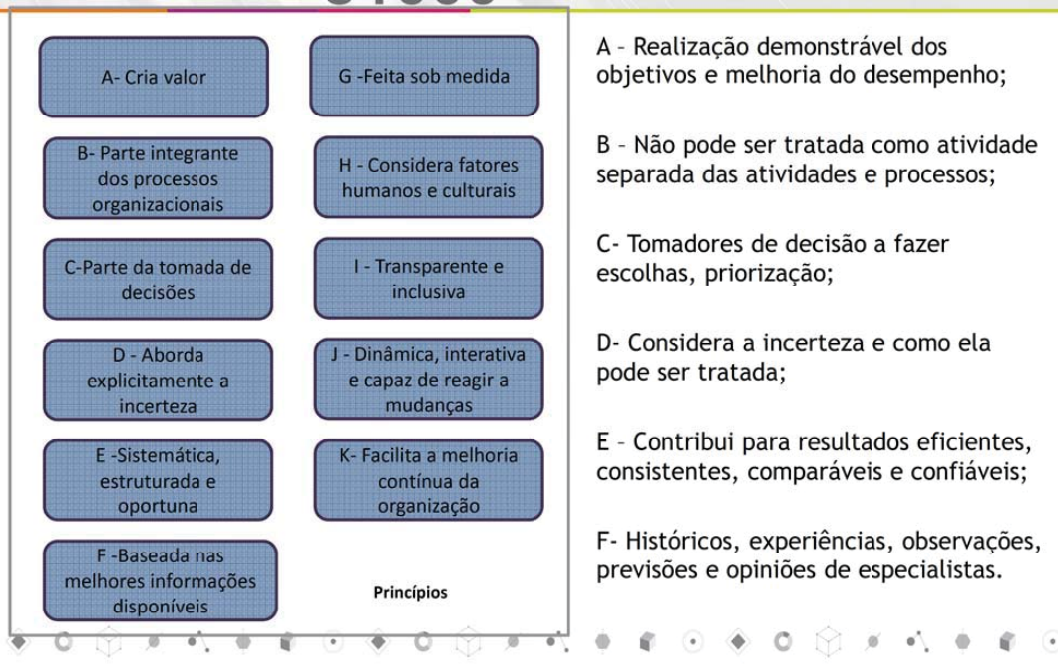 A- Cria valor
B- Parte integrante
dos processos
organizacionais
C-Parte da tomada de
decisões
D - Aborda
explicitamente a
incerteza
E -Sistemática,
estruturada e
oportuna
F -Baseada nas
melhores informações
disponíveis
G -Feita sob medida
H - Considera fatores
humanos e culturais
I - Transparente e
inclusiva
J - Dinâmica, interativa
e capaz de reagir a
mudanças
K- Facilita a melhoria
contínua da
organização
Princípios
A – Realização demonstrável dos
objetivos e melhoria do desempenho;
B – Não pode ser tratada como atividade
separada das atividades e processos;
C- Tomadores de decisão a fazer
escolhas, priorização;
D- Considera a incerteza e como ela
pode ser tratada;
E – Contribui para resultados eficientes,
consistentes, comparáveis e confiáveis;
F- Históricos, experiências, observações,
previsões e opiniões de especialistas.